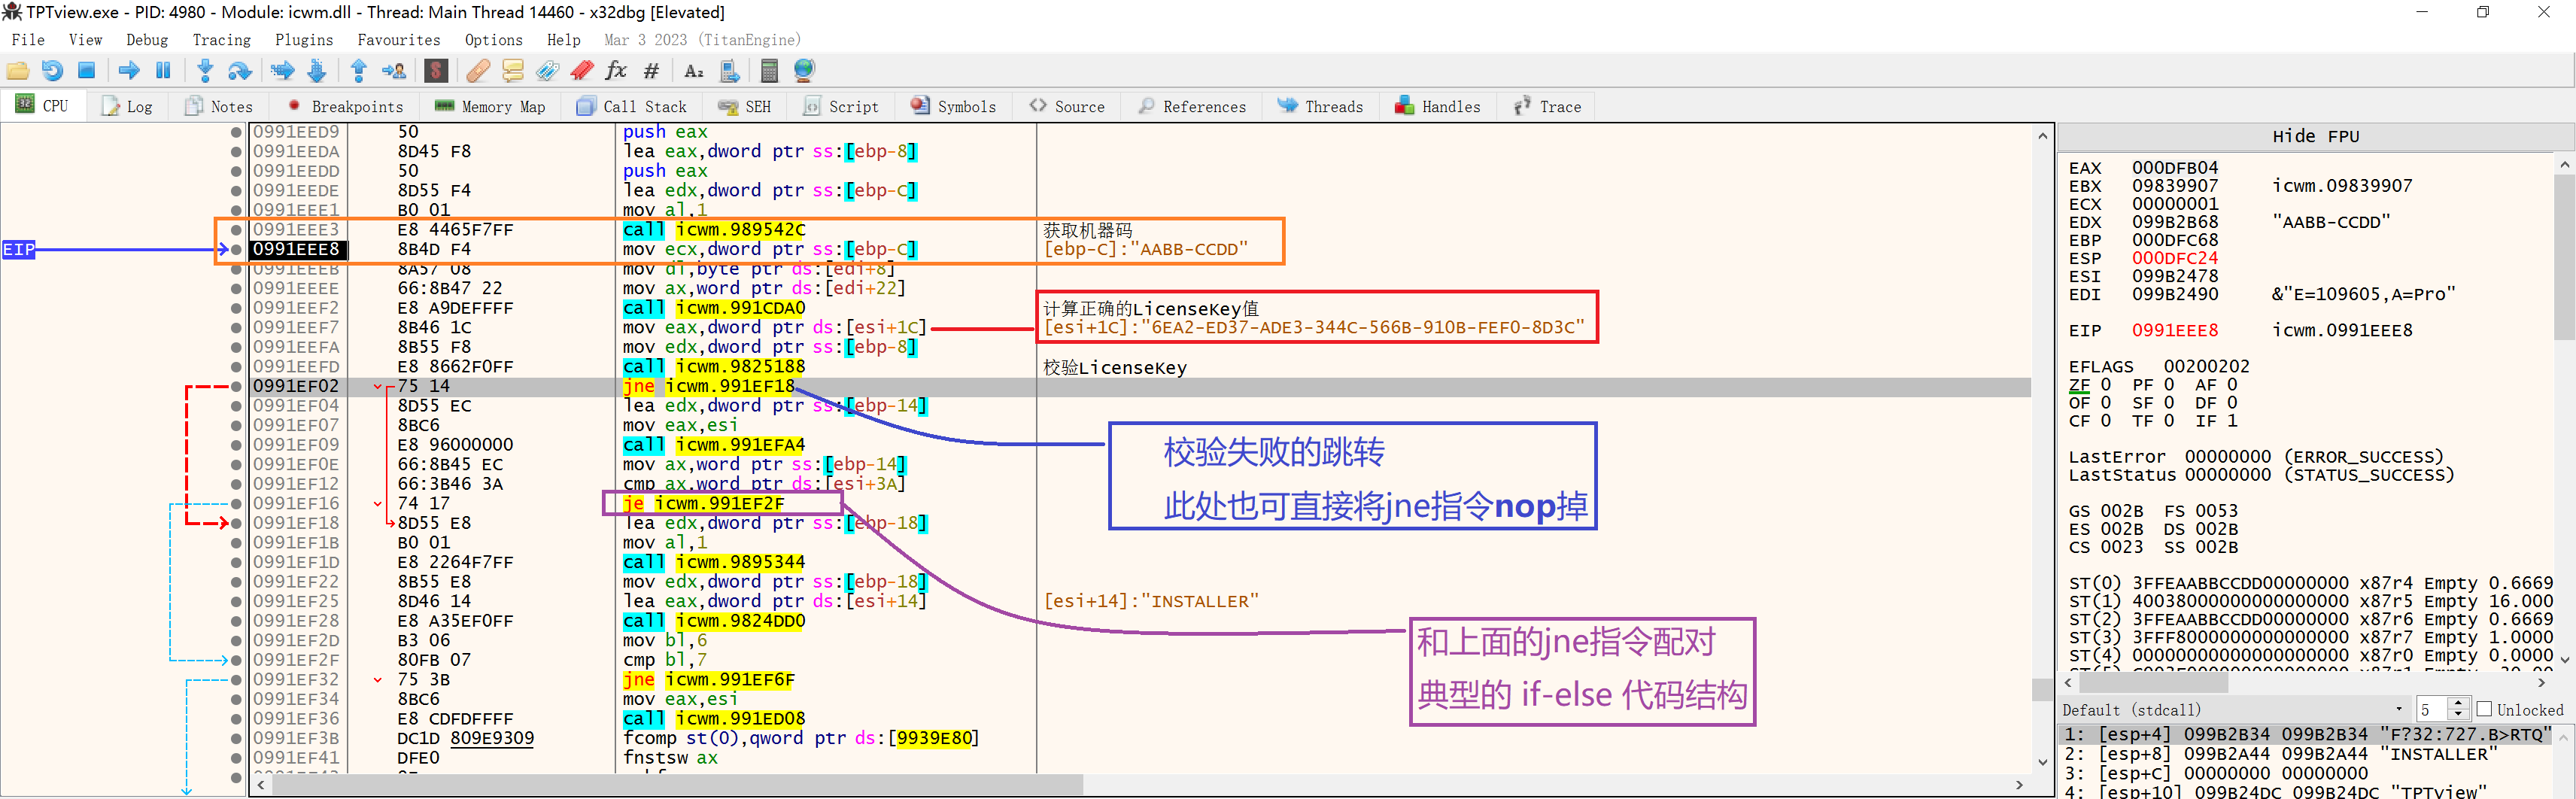 TPTview.exe - PID: 4980 - Module: icwm.dll - Thread: Main Thread 14460 - x32dbg [Elevated]
File View Debug Tracing Plugins Favourites Options Help Mar 3 2023 (TitanEngine)
CPU Log Notes Breakpoints Memory Map Call Stack SEH Script Symbols Source References Threads Handles Trace
EIP
0991EED9 50 push eax
0991EEDA 8D45 F8 lea eax,dword ptr ss:[ebp-8]
0991EEDD 50 push eax
0991EEDE 8D55 F4 lea edx,dword ptr ss:[ebp-C]
0991EEE1 B0 01 mov al,1
0991EEE3 E8 4465F7FF call icwm.989542C 获取机器码
0991EEE8 8B4D F4 mov ecx,dword ptr ss:[ebp-C] [ebp-C]:"AABB-CCDD"
0991EEEB 8A57 08 mov dl,byte ptr ds:[edi+8]
0991EEEE 66:8B47 22 mov ax,word ptr ds:[edi+22]
0991EEF2 E8 A9DEFFFF call icwm.991CDA0 计算正确的LicenseKey值
0991EEF7 8B46 1C mov eax,dword ptr ds:[esi+1C] [esi+1C]:"6EA2-ED37-ADE3-344C-566B-910B-FEF0-8D3C"
0991EEFA 8B55 F8 mov edx,dword ptr ss:[ebp-8]
0991EEFD E8 8662F0FF call icwm.9825188 校验LicenseKey
0991EF02 75 14 jne icwm.991EF18
0991EF04 8D55 EC lea edx,dword ptr ss:[ebp-14]
0991EF07 8BC6 mov eax,esi
0991EF09 E8 96000000 call icwm.991EFA4
0991EF0E 66:8B45 EC mov ax,word ptr ss:[ebp-14]
0991EF12 66:3B46 3A cmp ax,word ptr ds:[esi+3A]
0991EF16 74 17 je icwm.991EF2F
0991EF18 8D55 E8 lea edx,dword ptr ss:[ebp-18]
0991EF1B B0 01 mov al,1
0991EF1D E8 2264F7FF call icwm.9895344
0991EF22 8B55 E8 mov edx,dword ptr ss:[ebp-18]
0991EF25 8D46 14 lea eax,dword ptr ds:[esi+14] [esi+14]:"INSTALLER"
0991EF28 E8 A35EF0FF call icwm.9824DD0
0991EF2D B3 06 mov bl,6
0991EF2F 80FB 07 cmp bl,7
0991EF32 75 3B jne icwm.991EF6F
0991EF34 8BC6 mov eax,esi
0991EF36 E8 CDFDFFFF call icwm.991ED08
0991EF3B DC1D 809E9309 fcomp st(0),qword ptr ds:[9939E80]
0991EF41 DFE0 fnstsw ax
校验失败的跳转
此处也可直接将jne指令nop掉
和上面的jne指令配对
典型的 if-else 代码结构
Hide FPU
EAX 000DFB04
EBX 09839907 icwm.09839907
ECX 00000001
EDX 099B2B68 "AABB-CCDD"
EBP 000DFC68
ESP 000DFC24
ESI 099B2478
EDI 099B2490 &"E=109605,A=Pro"
EIP 0991EEE8 icwm.0991EEE8
EFLAGS 00200202
ZF 0 PF 0 AF 0
OF 0 SF 0 DF 0
CF 0 TF 0 IF 1
LastError 00000000 (ERROR_SUCCESS)
LastStatus 00000000 (STATUS_SUCCESS)
GS 002B FS 0053
ES 002B DS 002B
CS 0023 SS 002B
ST(0) 3FFEAABBCCDD00000000 x87r4 Empty 0.6669
ST(1) 40038000000000000000 x87r5 Empty 16.000
ST(2) 3FFEAABBCCDD00000000 x87r6 Empty 0.6669
ST(3) 3FFF8000000000000000 x87r7 Empty 1.0000
ST(4) 00000000000000000000 x87r0 Empty 0.0000
Default (stdcall) 5 Unlocked
1: [esp+4] 099B2B34 099B2B34 "F?32:727.B>RTQ"
2: [esp+8] 099B2A44 099B2A44 "INSTALLER"
3: [esp+C] 00000000 00000000
4: [esp+10] 099B24DC 099B24DC "TPTview"